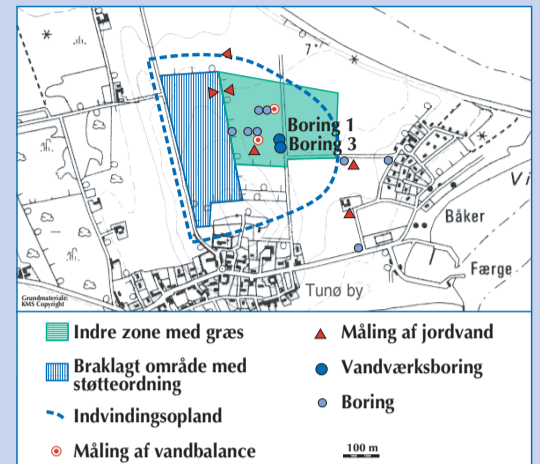 7
Boring 1
Boring 3
Vi
Båker
Færge
Tunø by
Grundmateriale:
KMS Copyright
Indre zone med græs
Braklagt område med
støtteordning
Indvindingsopland
Måling af vandbalance
Måling af jordvand
Vandværksboring
Boring
100 m